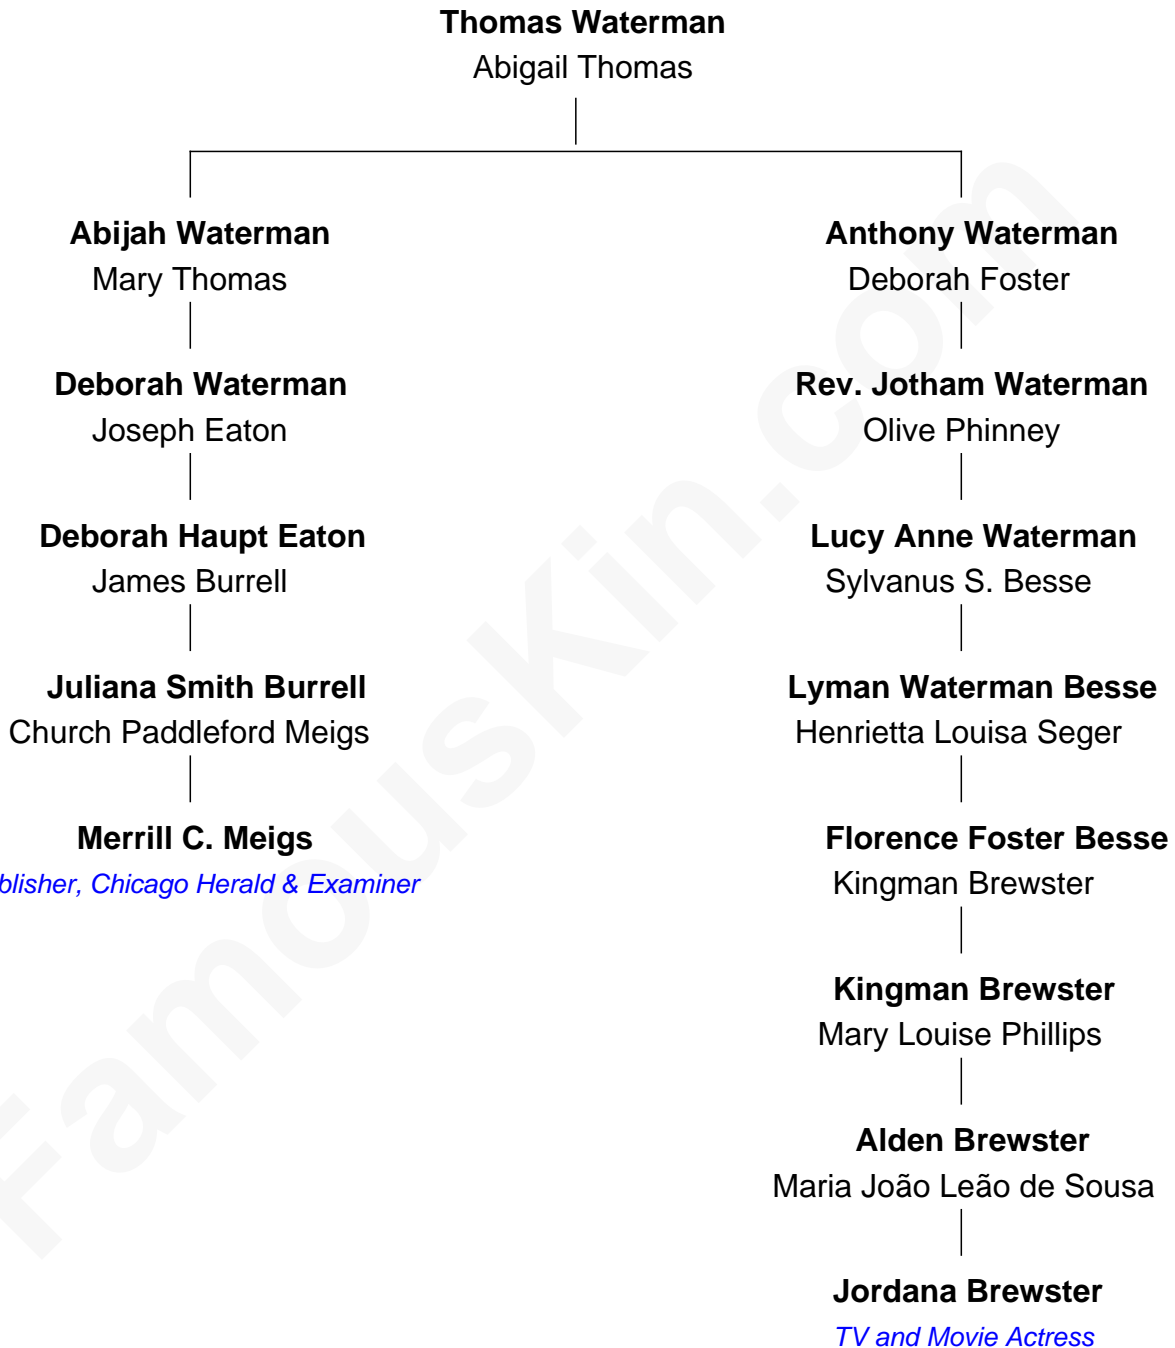 Thomas Waterman
Abigail Thomas
Abijah Waterman
Mary Thomas
Deborah Waterman
Joseph Eaton
Deborah Haupt Eaton
James Burrell
Juliana Smith Burrell
Church Paddleford Meigs
Merrill C. Meigs
blisher, Chicago Herald & Examiner
Anthony Waterman
Deborah Foster
Rev. Jotham Waterman
Olive Phinney
Lucy Anne Waterman
Sylvanus S. Besse
Lyman Waterman Besse
Henrietta Louisa Seger
Florence Foster Besse
Kingman Brewster
Kingman Brewster
Mary Louise Phillips
Alden Brewster
Maria João Leão de Sousa
Jordana Brewster
TV and Movie Actress
FamousKin.com